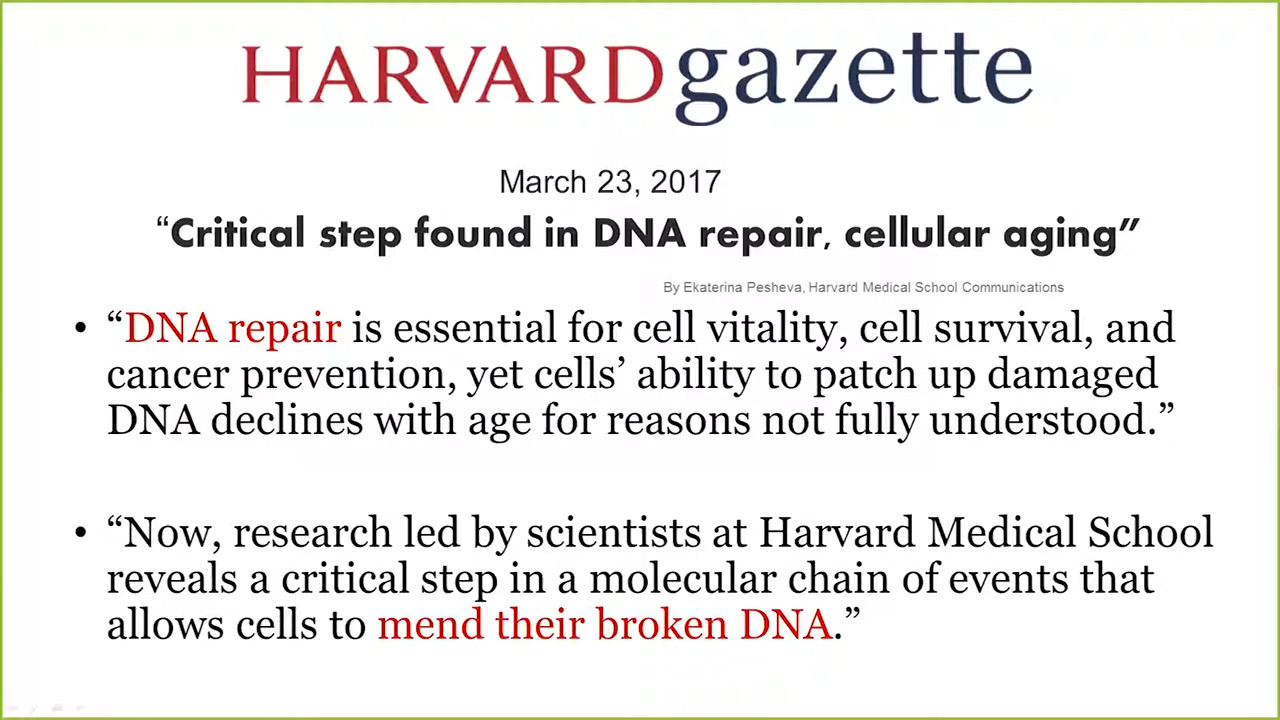 HARVARDgazette
March 23, 2017
“Critical step found in DNA repair, cellular aging”
By Ekaterina Pesheva, Harvard Medical School Communications
• “DNA repair is essential for cell vitality, cell survival, and
cancer prevention, yet cells’ ability to patch up damaged
DNA declines with age for reasons not fully understood.”
• “Now, research led by scientists at Harvard Medical School
reveals a critical step in a molecular chain of events that
allows cells to mend their broken DNA.”